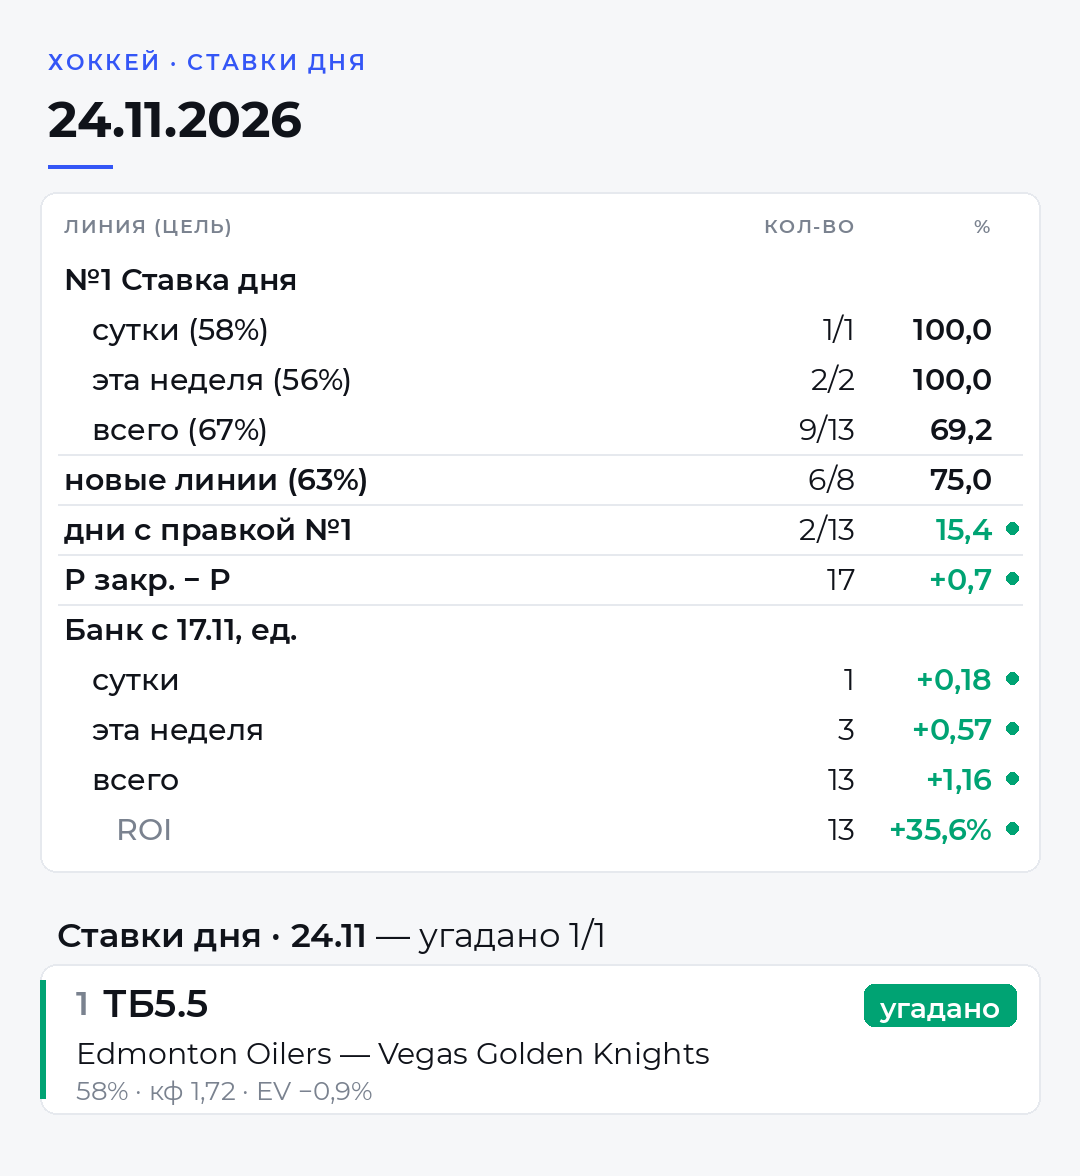 ХОККЕЙ · СТАВКИ ДНЯ
24.11.2026
ЛИНИЯ (ЦЕЛЬ) КОЛ-ВО %
№1 Ставка дня
сутки (58%) 1/1 100,0
эта неделя (56%) 2/2 100,0
всего (67%) 9/13 69,2
новые линии (63%) 6/8 75,0
дни с правкой №1 2/13 15,4
Р закр. − Р 17 +0,7
Банк с 17.11, ед.
сутки 1 +0,18
эта неделя 3 +0,57
всего 13 +1,16
ROI 13 +35,6%
Ставки дня · 24.11 — угадано 1/1
1 ТБ5.5 угадано
Edmonton Oilers — Vegas Golden Knights
58% · кф 1,72 · EV −0,9%